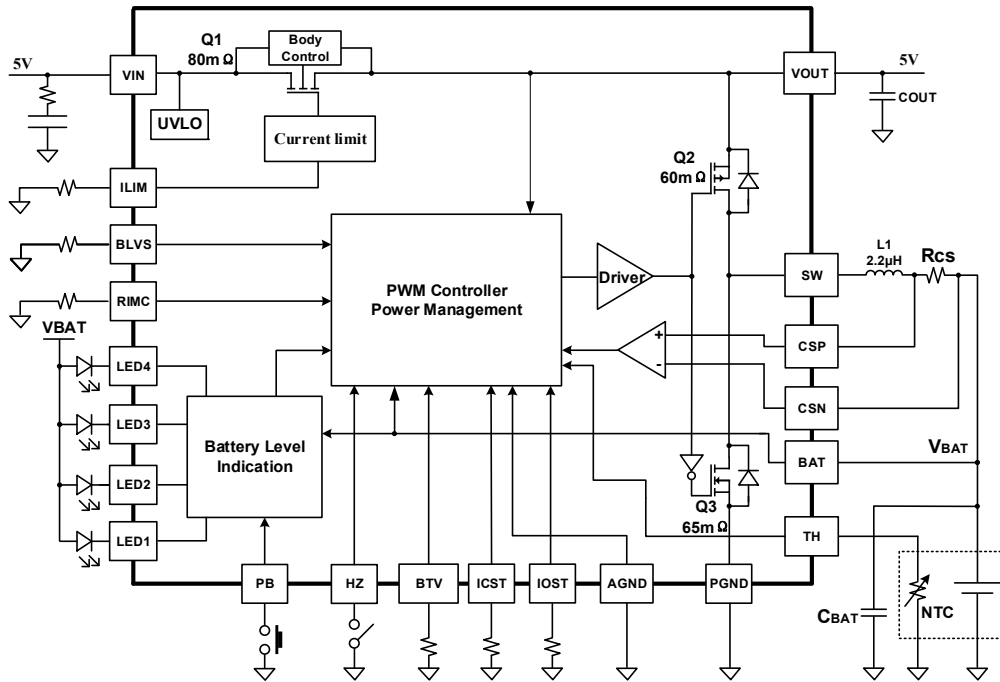 Q1
80mΩ
Body
Control
5V
VIN
VOUT
5V
COUT
UVLO
Current limit
ILIM
Q2
60mΩ
BLVS
L1
2.2μH
RCS
Driver
SW
PWM Controller
Power Management
RIMC
VBAT
+
-
CSP
LED4
CSN
LED3
Battery Level
Indication
BAT
VBAT
LED2
Q3
65mΩ
LED1
TH
PB
HZ
BTV
ICST
IOST
AGND
PGND
CBAT
NTC